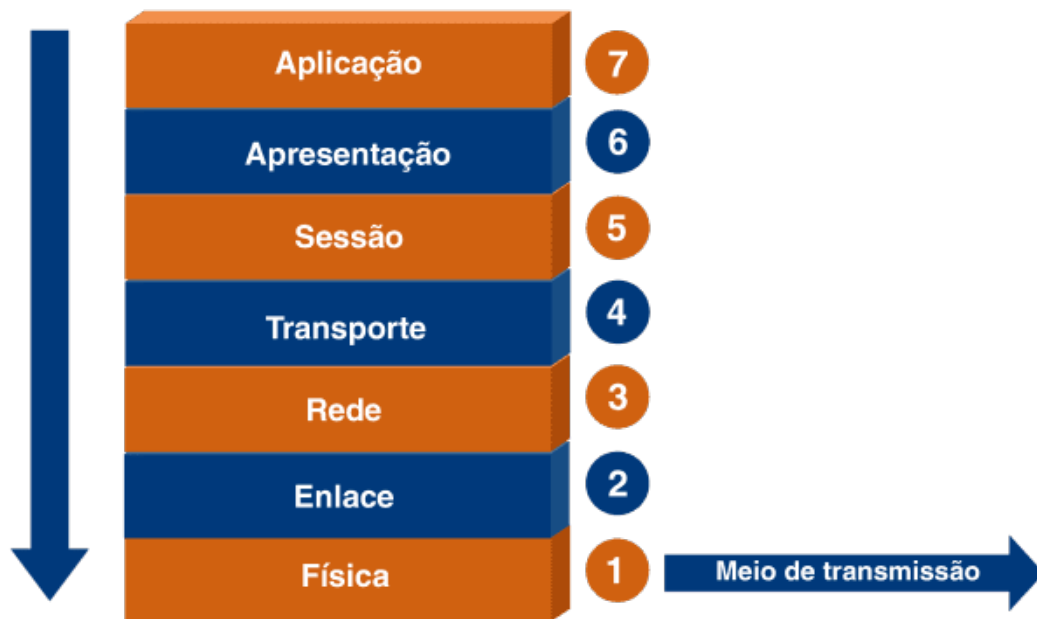 Aplicação 7
Apresentação 6
Sessão 5
Transporte 4
Rede 3
Enlace 2
Física 1 Meio de transmissão